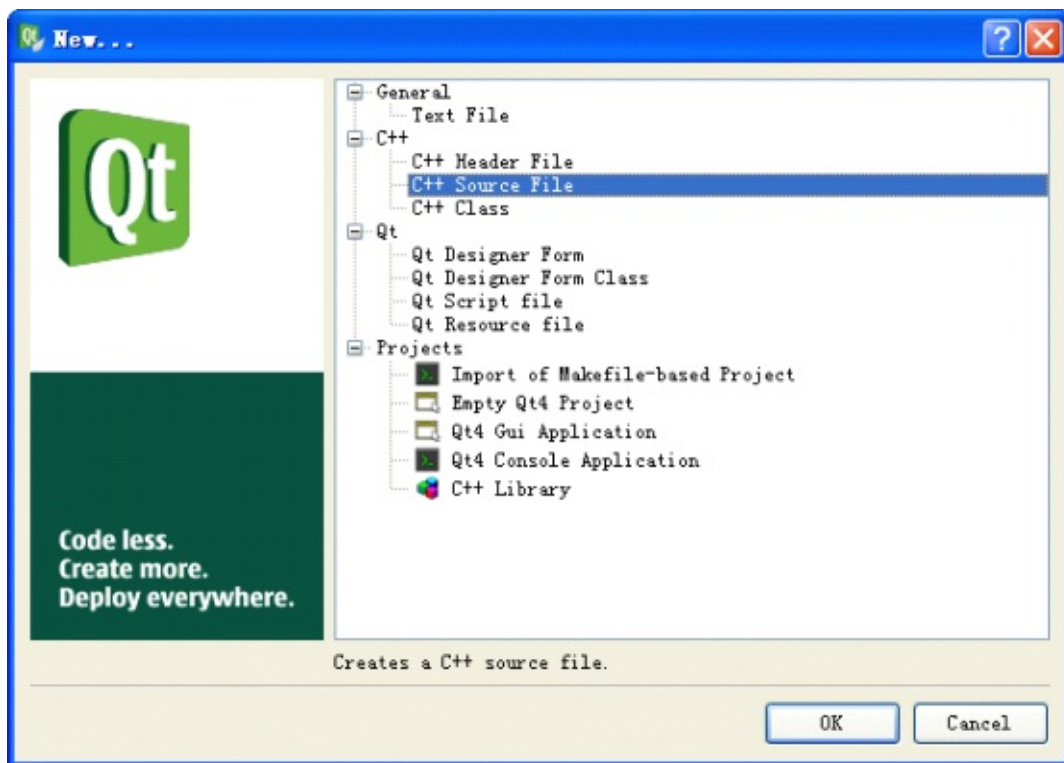 New...
Qt
General
Text File
C++
C++ Header File
C++ Source File
C++ Class
Qt
Qt Designer Form
Qt Designer Form Class
Qt Script file
Qt Resource file
Projects
Import of Makefile-based Project
Empty Qt4 Project
Qt4 Gui Application
Qt4 Console Application
C++ Library
Code less.
Create more.
Deploy everywhere.
Creates a C++ source file.
OK
Cancel